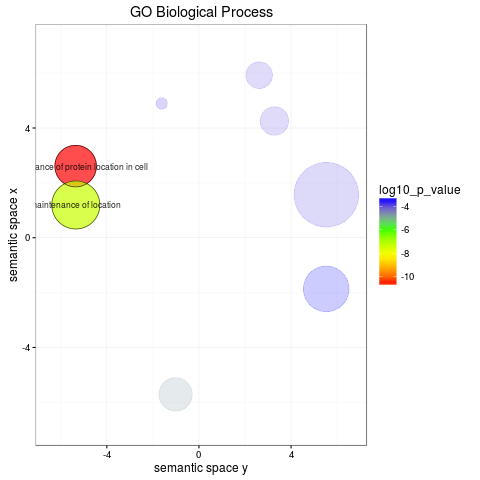 GO Biological Process
ance of protein location in cell
maintenance of location
semantic space x
semantic space y
4
0
-4
-4
0
4
log10_p_value
-4
-6
-8
-10